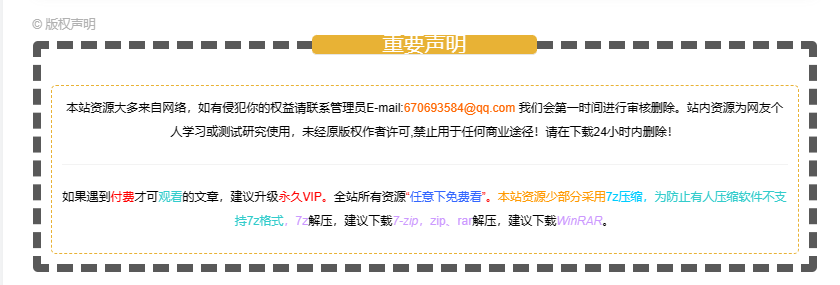 © 版权声明
重要声明
本站资源大多来自网络，如有侵犯你的权益请联系管理员E-mail:670693584@qq.com 我们会第一时间进行审核删除。站内资源为网友个
人学习或测试研究使用，未经原版权作者许可,禁止用于任何商业途径！请在下载24小时内删除！
如果遇到付费才可观看的文章，建议升级永久VIP。全站所有资源“任意下免费看”。本站资源少部分采用7z压缩，为防止有人压缩软件不支
持7z格式，7z解压，建议下载7-zip，zip、rar解压，建议下载WinRAR。